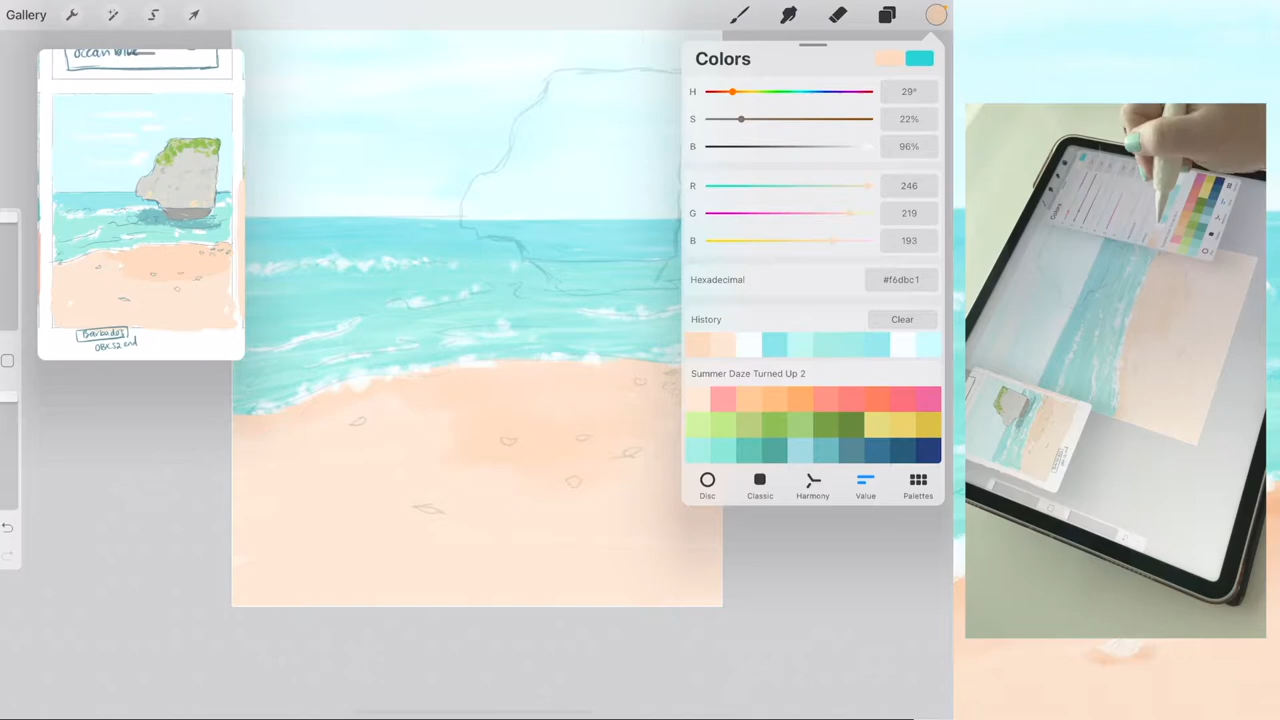 Gallery
Colors
H 29°
S 22%
B 96%
R 246
G 219
B 193
Hexadecimal #f6dbc1
History Clear
Summer Daze Turned Up 2
Disc Classic Harmony Value Palettes
ocean blue
Barbados